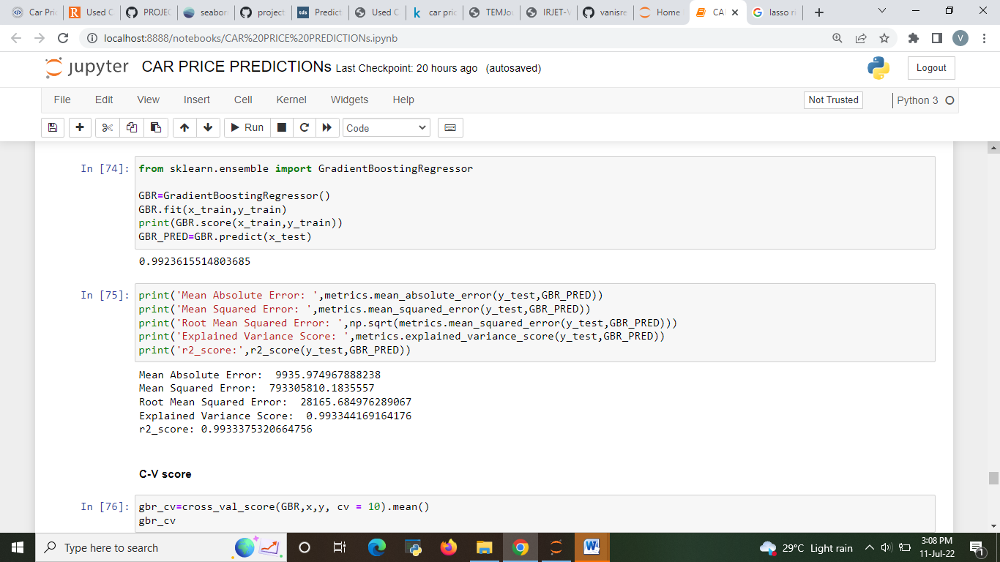 Car Pric
Used C
PROJEC
seabor
project
Predict
Used C
car pric
TEMJou
IRJET-V
vanisre
Home
CA
lasso r
localhost:8888/notebooks/CAR%20PRICE%20PREDICTIONs.ipynb
V
jupyter CAR PRICE PREDICTIONs Last Checkpoint: 20 hours ago (autosaved)
Logout
File Edit View Insert Cell Kernel Widgets Help
Not Trusted
Python 3
Run
Code
In [74]: from sklearn.ensemble import GradientBoostingRegressor
GBR=GradientBoostingRegressor()
GBR.fit(x_train,y_train)
print(GBR.score(x_train,y_train))
GBR_PRED=GBR.predict(x_test)
0.9923615514803685
In [75]: print('Mean Absolute Error: ',metrics.mean_absolute_error(y_test,GBR_PRED))
print('Mean Squared Error: ',metrics.mean_squared_error(y_test,GBR_PRED))
print('Root Mean Squared Error: ',np.sqrt(metrics.mean_squared_error(y_test,GBR_PRED)))
print('Explained Variance Score: ',metrics.explained_variance_score(y_test,GBR_PRED))
print('r2_score:',r2_score(y_test,GBR_PRED))
Mean Absolute Error:  9935.974967888238
Mean Squared Error:  793305810.1835557
Root Mean Squared Error:  28165.684976289067
Explained Variance Score:  0.993344169164176
r2_score: 0.9933375320664756
C-V score
In [76]: gbr_cv=cross_val_score(GBR,x,y, cv = 10).mean()
gbr_cv
Type here to search
29°C Light rain
3:08 PM
11-Jul-22
1